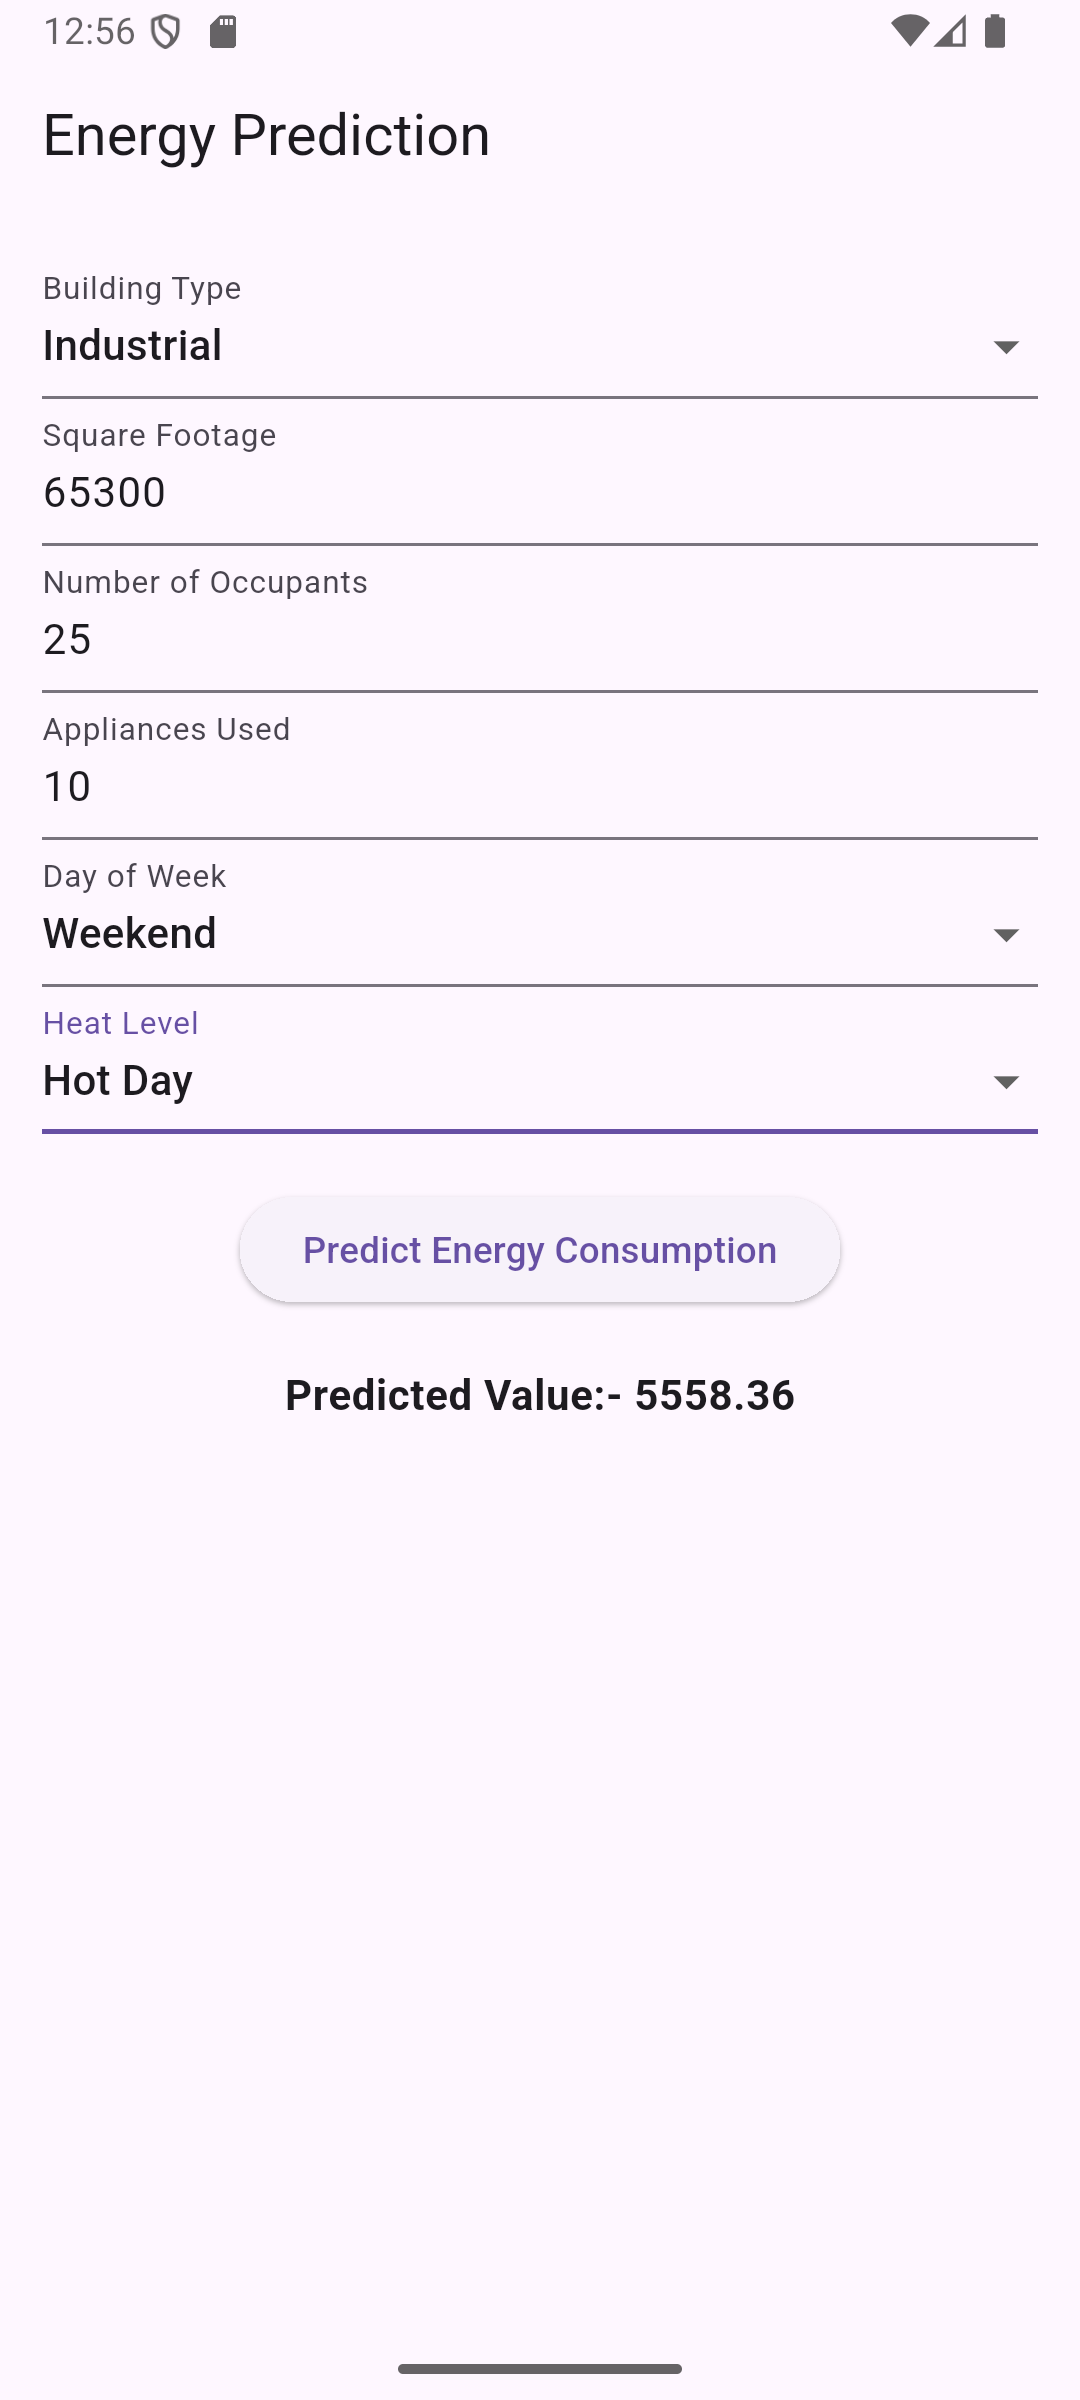 12:56
Energy Prediction
Building Type
Industrial
Square Footage
65300
Number of Occupants
25
Appliances Used
10
Day of Week
Weekend
Heat Level
Hot Day
Predict Energy Consumption
Predicted Value:- 5558.36